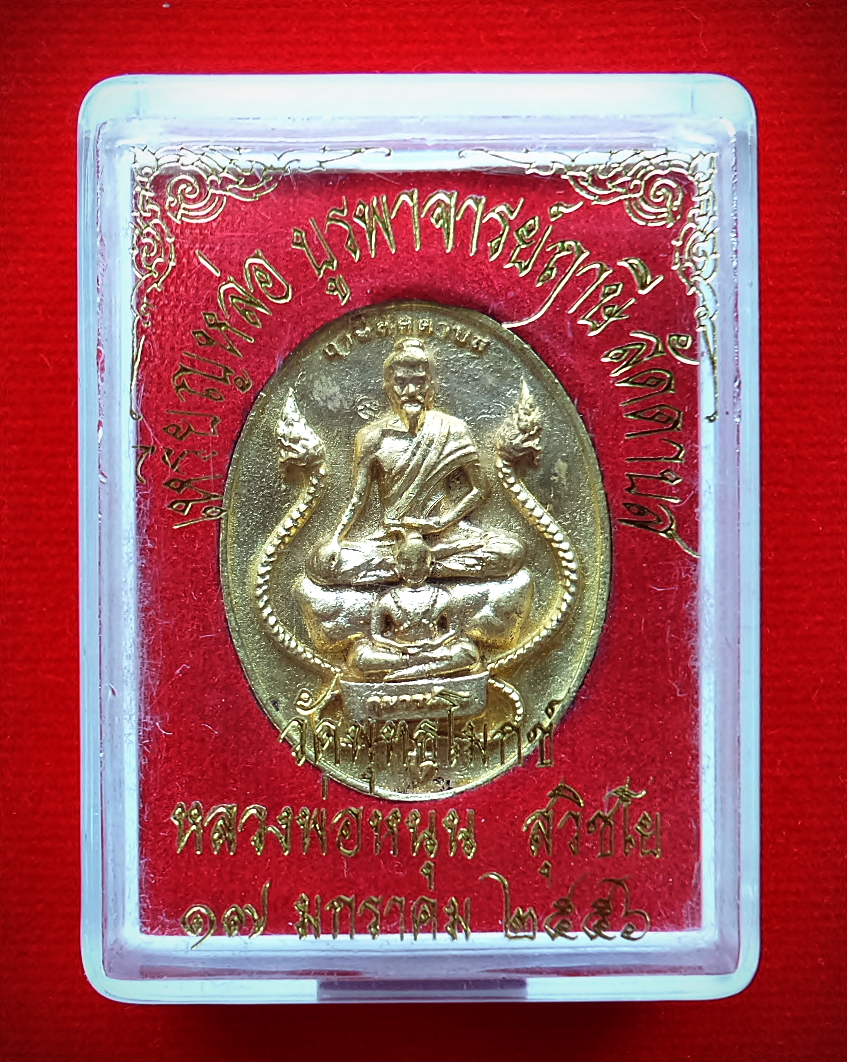 เหรียญหล่อ บูรพาจารย์ฤาษี ลัดดาบส
วัดพุทธโมกข์
หลวงพ่อหนุน สุวิชโย
๑๗ มกราคม ๒๕๕๖